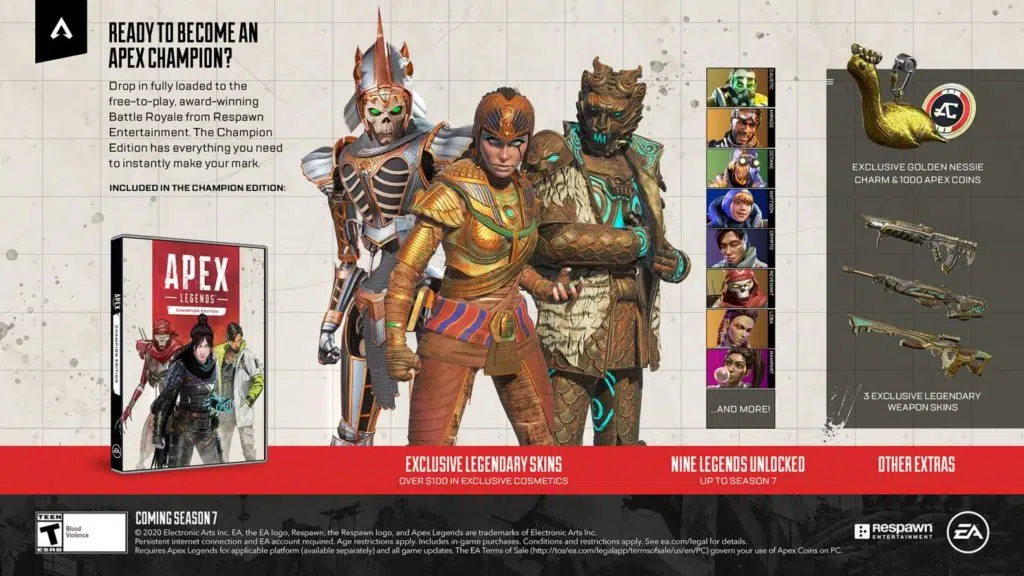 READY TO BECOME AN
APEX CHAMPION?
Drop in fully loaded to the
free-to-play, award-winning
Battle Royale from Respawn
Entertainment. The Champion
Edition has everything you need
to instantly make your mark.
INCLUDED IN THE CHAMPION EDITION:
APEX
CHAMPION EDITION
EA
APEX
LEGENDS
CHAMPION EDITION
CAUSTIC
MIRAGE
OCTANE
WATTSON
CRYPTO
REVENANT
LOBA
RAMPART
...AND MORE!
EXCLUSIVE GOLDEN NESSIE
CHARM & 1000 APEX COINS
3 EXCLUSIVE LEGENDARY
WEAPON SKINS
EXCLUSIVE LEGENDARY SKINS
OVER $100 IN EXCLUSIVE COSMETICS
NINE LEGENDS UNLOCKED
UP TO SEASON 7
OTHER EXTRAS
TEEN
T
ESRB
Blood
Violence
COMING SEASON 7
© 2020 Electronic Arts Inc. EA, the EA logo, Respawn, the Respawn logo, and Apex Legends are trademarks of Electronic Arts Inc.
Persistent internet connection and EA account required. Age restrictions apply. Includes in-game purchases. Conditions and restrictions apply. See ea.com/legal for details.
Requires Apex Legends for applicable platform (available separately) and all game updates. The EA Terms of Sale (http://tos/ea.com/legalapp/termsofsale/us/en/PC) govern your use of Apex Coins on PC.
Respawn
ENTERTAINMENT
EA